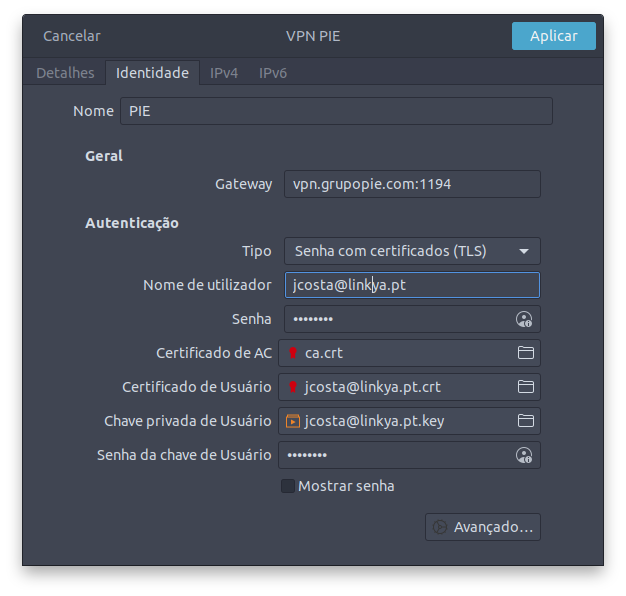 Cancelar VPN PIE Aplicar
Detalhes Identidade IPv4 IPv6
Nome PIE
Geral
Gateway vpn.grupopie.com:1194
Autenticação
Tipo Senha com certificados (TLS)
Nome de utilizador jcosta@linkya.pt
Senha ••••••••
Certificado de AC ca.crt
Certificado de Usuário jcosta@linkya.pt.crt
Chave privada de Usuário jcosta@linkya.pt.key
Senha da chave de Usuário ••••••••
Mostrar senha
Avançado...